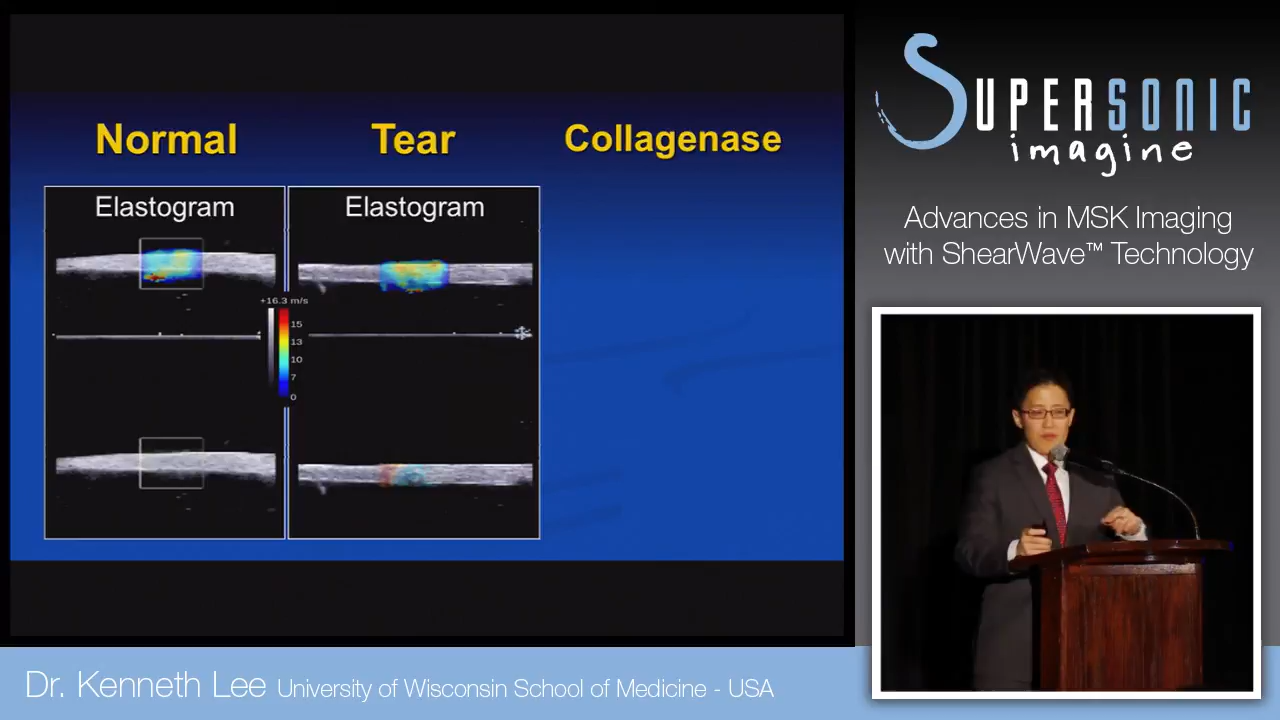 Normal
Tear
Collagenase
Elastogram
Elastogram
+16.3 m/s
15
13
10
7
0
SUPERSONIC
imagine
Advances in MSK Imaging
with ShearWave™ Technology
Dr. Kenneth Lee University of Wisconsin School of Medicine - USA